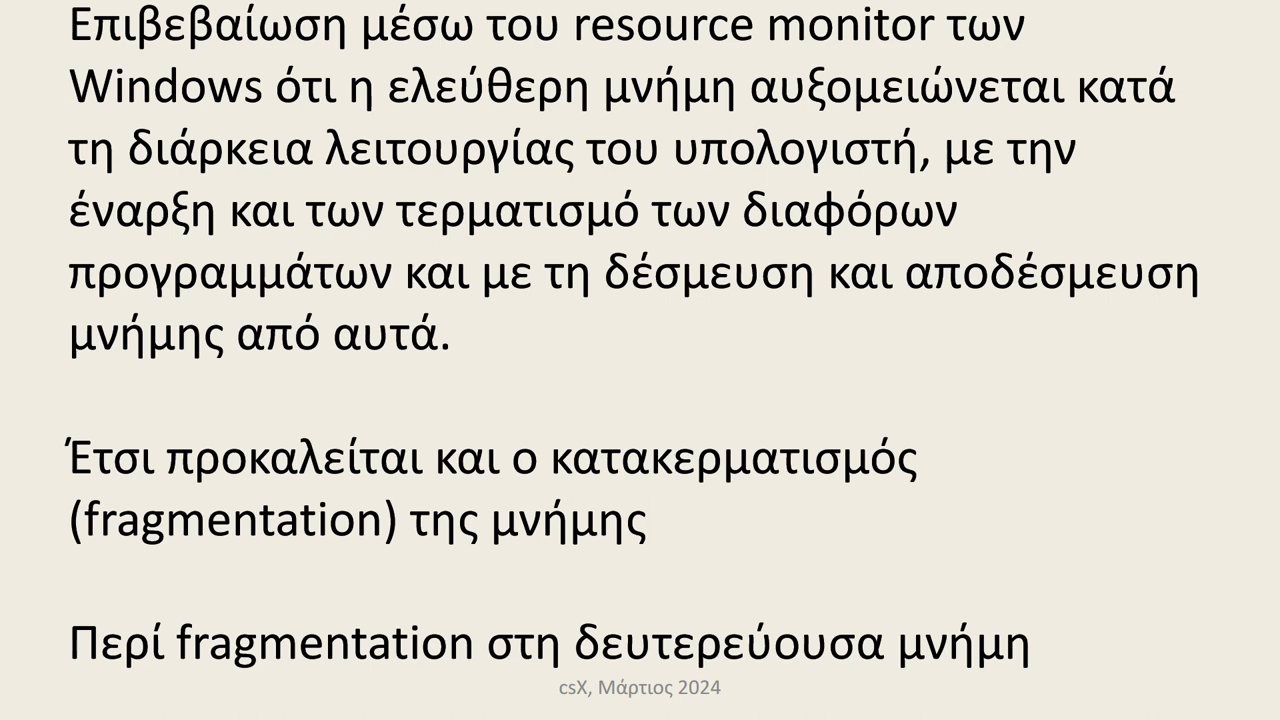 Επιβεβαίωση μέσω του resource monitor των
Windows ότι η ελεύθερη μνήμη αυξομειώνεται κατά
τη διάρκεια λειτουργίας του υπολογιστή, με την
έναρξη και των τερματισμό των διαφόρων
προγραμμάτων και με τη δέσμευση και αποδέσμευση
μνήμης από αυτά.
Έτσι προκαλείται και ο κατακερματισμός
(fragmentation) της μνήμης
Περί fragmentation στη δευτερεύουσα μνήμη
csX, Μάρτιος 2024